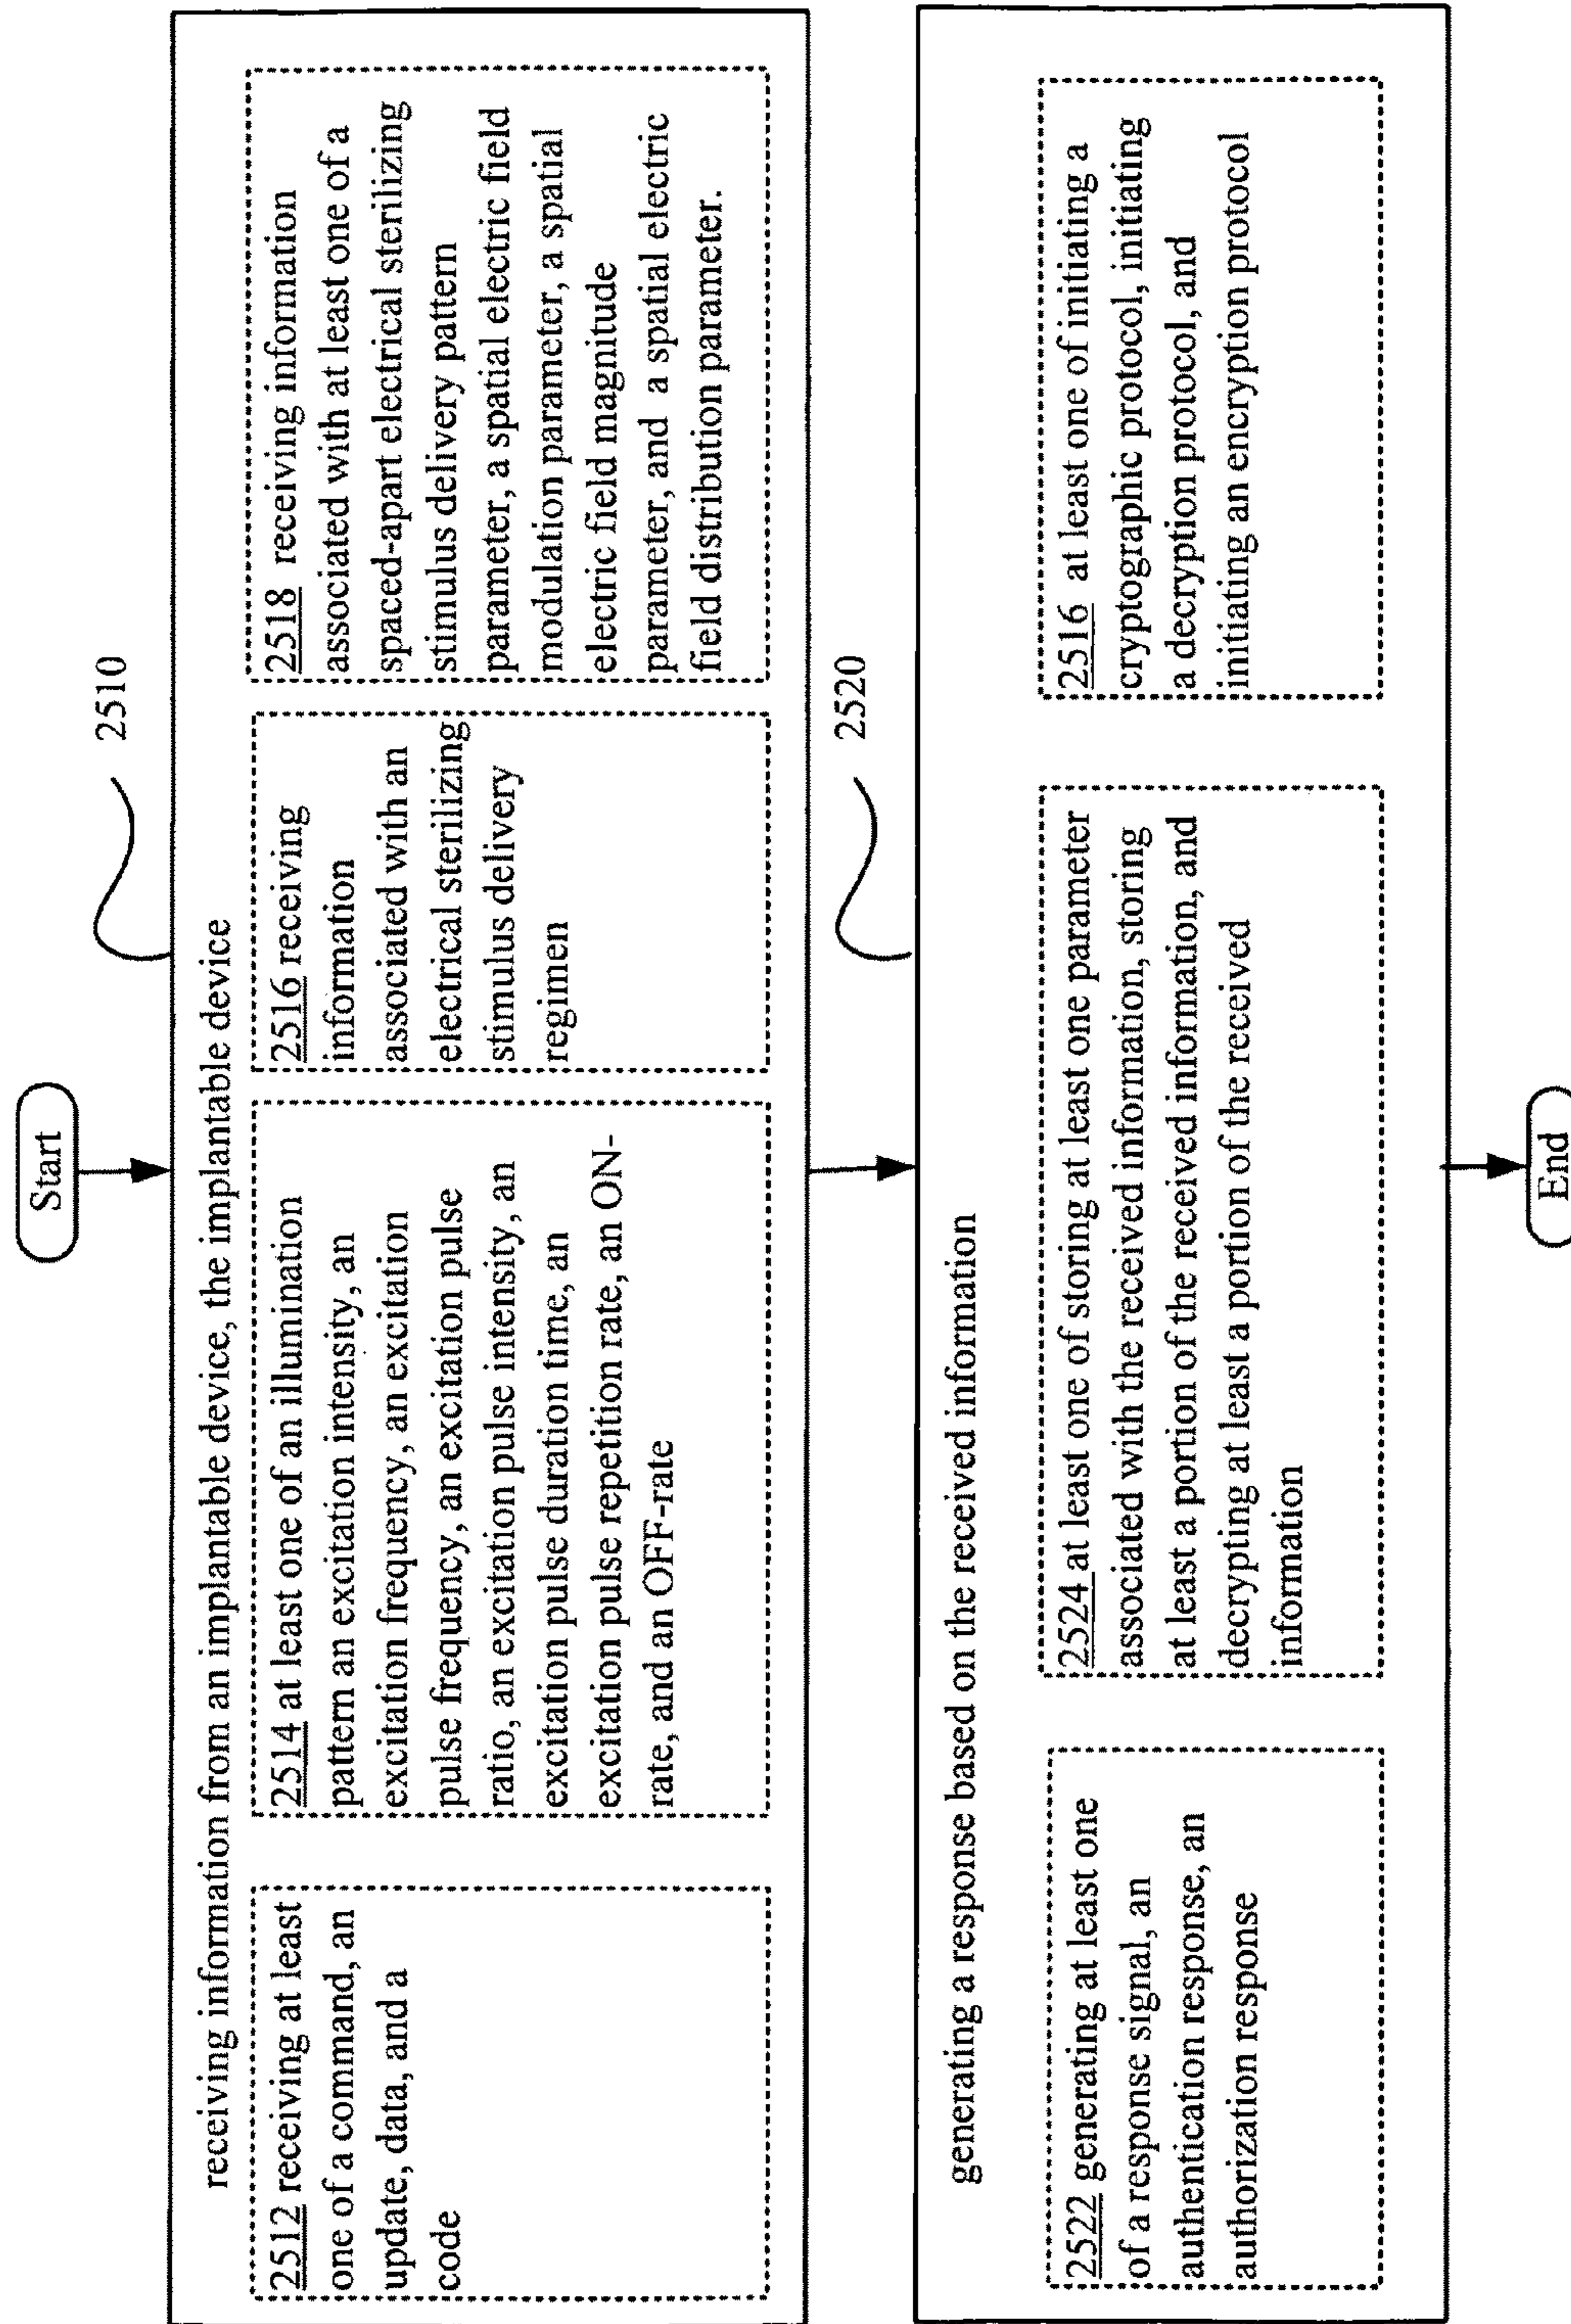 Start
2510
receiving information from an implantable device, the implantable device
2512 receiving at least
one of a command, an
update, data, and a
code
2514 at least one of an illumination
pattern an excitation intensity, an
excitation frequency, an excitation
pulse frequency, an excitation pulse
ratio, an excitation pulse intensity, an
excitation pulse duration time, an
excitation pulse repetition rate, an ON-
rate, and an OFF-rate
2516 receiving
information
associated with an
electrical sterilizing
stimulus delivery
regimen
2518 receiving information
associated with at least one of a
spaced-apart electrical sterilizing
stimulus delivery pattern
parameter, a spatial electric field
modulation parameter, a spatial
electric field magnitude
parameter, and a spatial electric
field distribution parameter.
2520
generating a response based on the received information
2522 generating at least one
of a response signal, an
authentication response, an
authorization response
2524 at least one of storing at least one parameter
associated with the received information, storing
at least a portion of the received information, and
decrypting at least a portion of the received
information
2516 at least one of initiating a
cryptographic protocol, initiating
a decryption protocol, and
initiating an encryption protocol
End